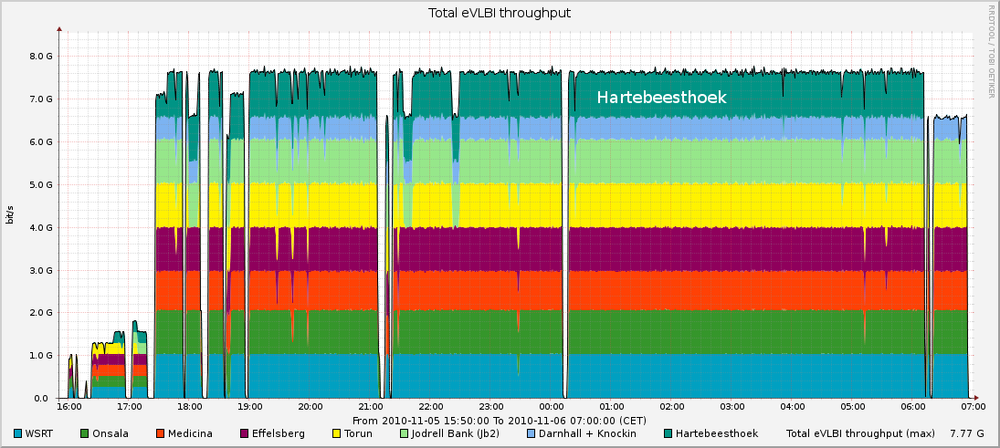 Total eVLBI throughput
RRDTOOL / TOBI OETIKER
bit/s
8.0 G
7.0 G
6.0 G
5.0 G
4.0 G
3.0 G
2.0 G
1.0 G
0.0
Hartebeesthoek
16:00 17:00 18:00 19:00 20:00 21:00 22:00 23:00 00:00 01:00 02:00 03:00 04:00 05:00 06:00 07:00
From 2010-11-05 15:50:00 To 2010-11-06 07:00:00 (CET)
WSRT Onsala Medicina Effelsberg Torun Jodrell Bank (Jb2) Darnhall + Knockin Hartebeesthoek Total eVLBI throughput (max) 7.77 G